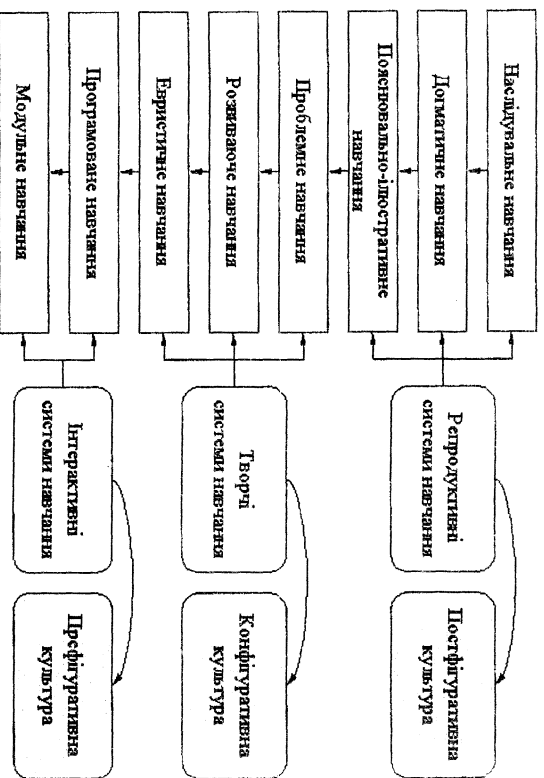 Наслідувальне навчання
Догматичне навчання
Пояснювально-ілюстративне
навчання
Проблемне навчання
Розвиваюче навчання
Евристичне навчання
Програмоване навчання
Модульне навчання
Репродуктивні
системи навчання
Творчі
системи навчання
Інтерактивні
системи навчання
Постфігуративна
культура
Конфігуративна
культура
Префігуративна
культура